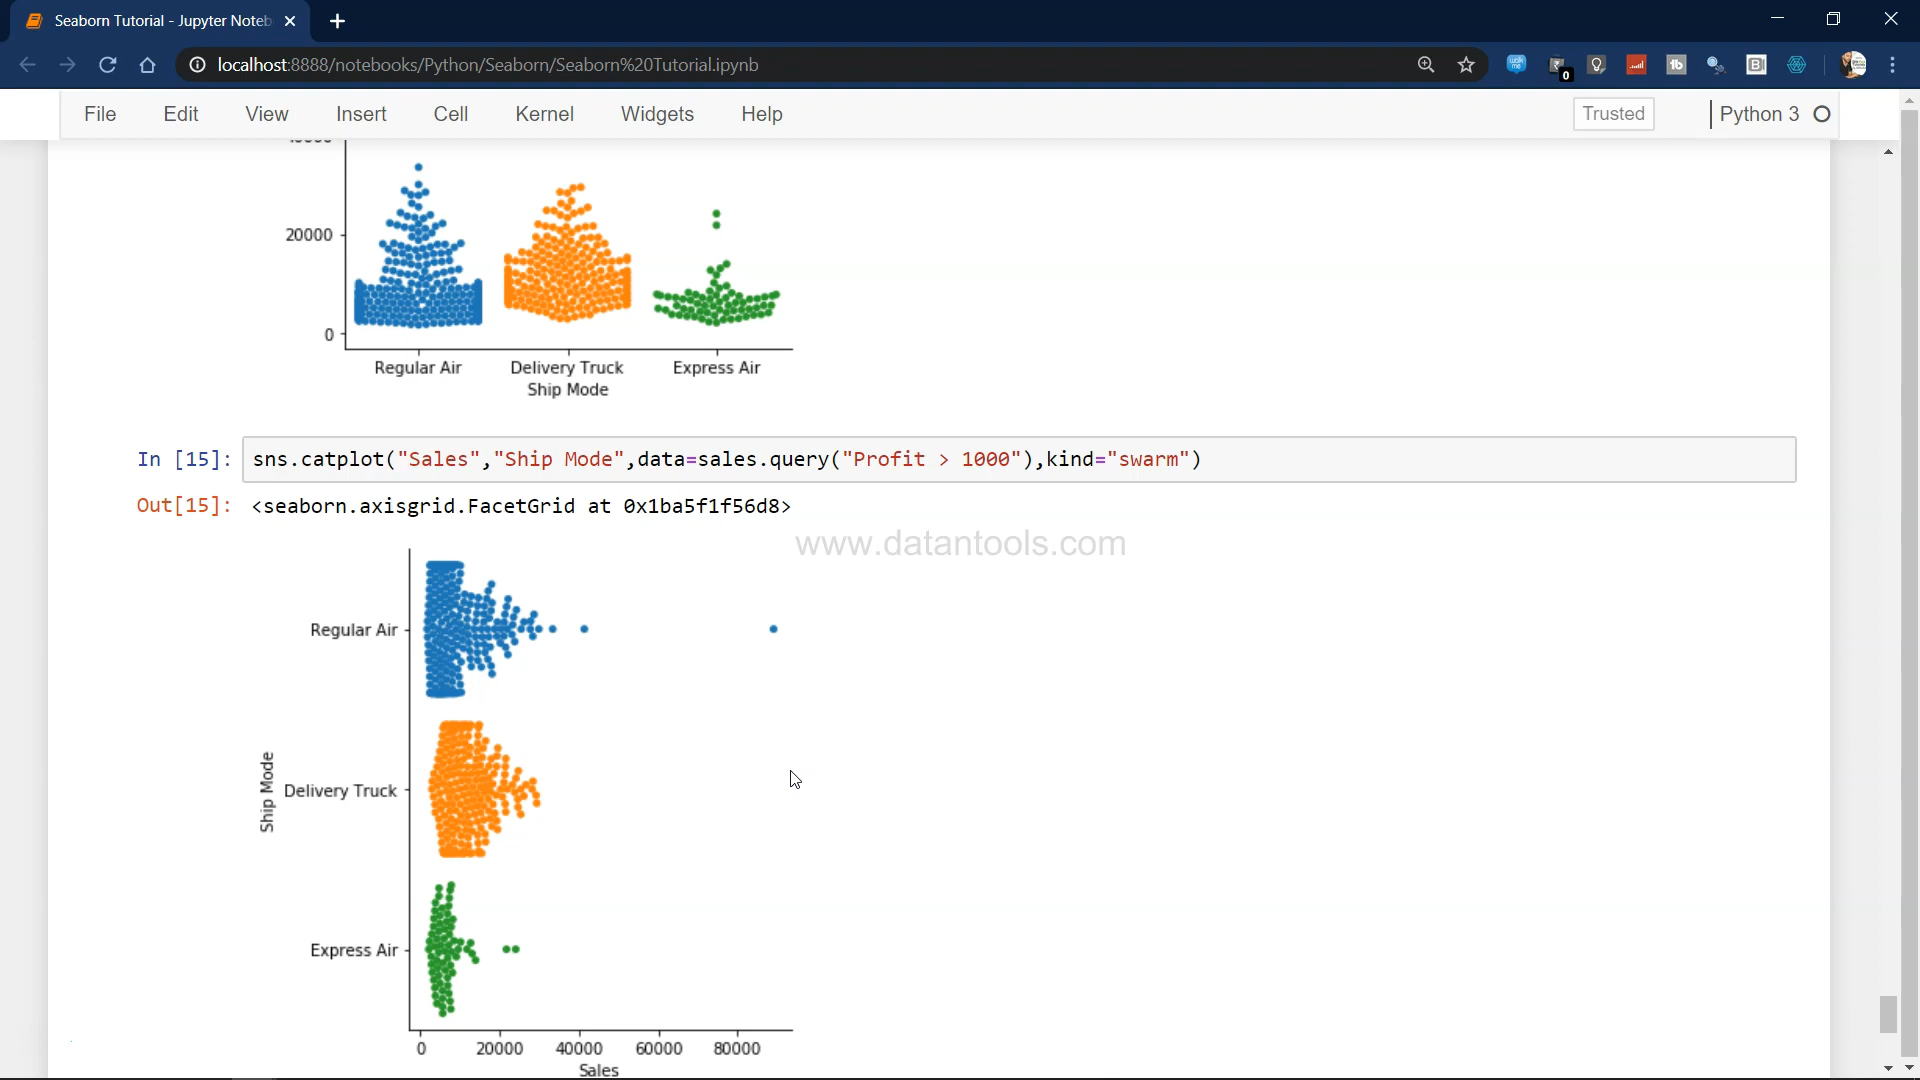 Seaborn Tutorial - Jupyter Noteb
localhost:8888/notebooks/Python/Seaborn/Seaborn%20Tutorial.ipynb
0
File Edit View Insert Cell Kernel Widgets Help Trusted Python 3
20000
0
Regular Air Delivery Truck Express Air
Ship Mode
In [15]: sns.catplot("Sales","Ship Mode",data=sales.query("Profit > 1000"),kind="swarm")
Out[15]: <seaborn.axisgrid.FacetGrid at 0x1ba5f1f56d8>
www.datantools.com
Regular Air
Ship Mode
Delivery Truck
Express Air
0 20000 40000 60000 80000
Sales